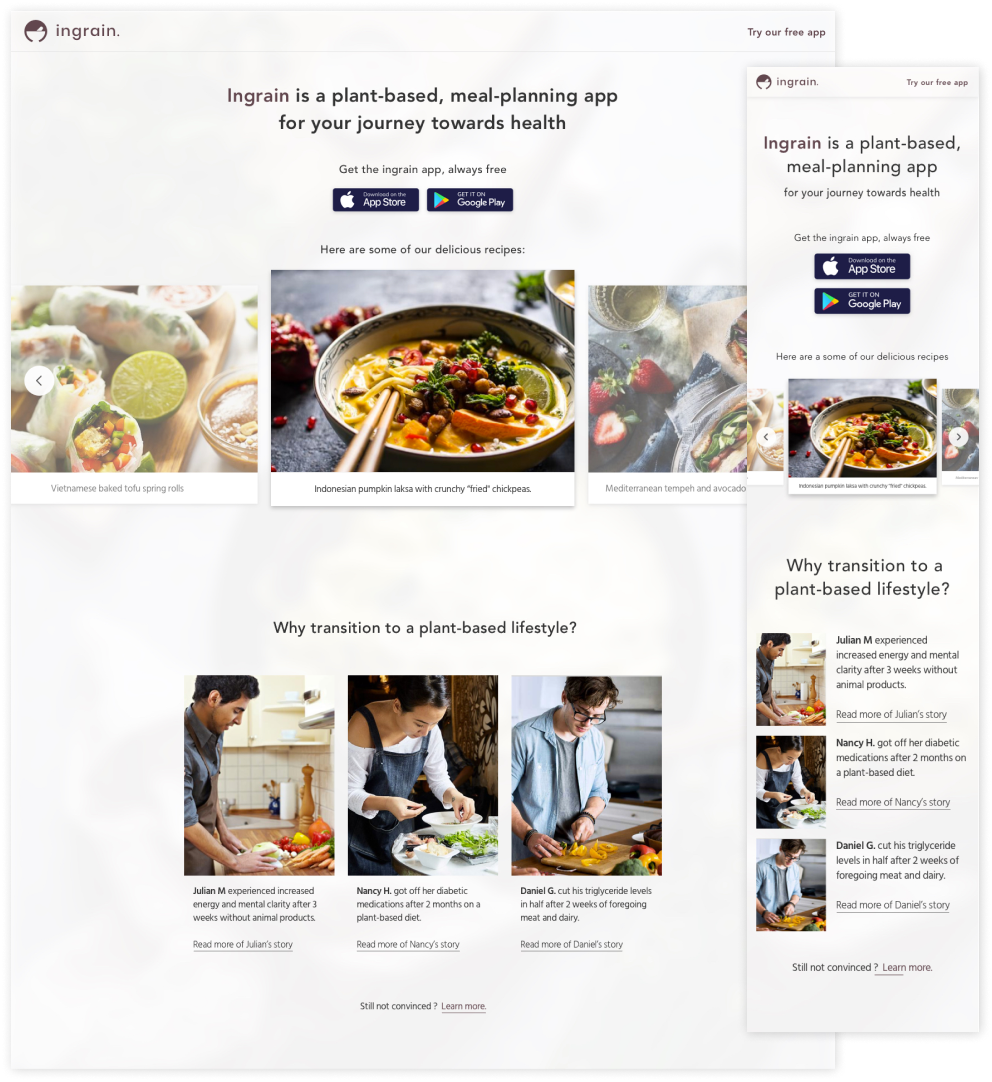 ingrain.
Try our free app
Ingrain is a plant-based, meal-planning app
for your journey towards health
Get the ingrain app, always free
Download on the
App Store
GET IT ON
Google Play
Here are some of our delicious recipes:
Vietnamese baked tofu spring rolls
Indonesian pumpkin laksa with crunchy "fried" chickpeas.
Mediterranean tempeh and avocado
Why transition to a plant-based lifestyle?
Julian M experienced increased
energy and mental clarity after 3
weeks without animal products.
Read more of Julian's story
Nancy H. got off her diabetic
medications after 2 months on a
plant-based diet.
Read more of Nancy's story
Daniel G. cut his triglyceride levels
in half after 2 weeks of foregoing
meat and dairy.
Read more of Daniel's story
Still not convinced ? Learn more.
ingrain.
Try our free app
Ingrain is a plant-based,
meal-planning app
for your journey towards health
Get the ingrain app, always free
Download on the
App Store
GET IT ON
Google Play
Here are a some of our delicious recipes
Indonesian pumpkin laksa with crunchy "fried" chickpeas.
Mediterranean
Why transition to a
plant-based lifestyle?
Julian M experienced
increased energy and mental
clarity after 3 weeks without
animal products.
Read more of Julian's story
Nancy H. got off her diabetic
medications after 2 months on
a plant-based diet.
Read more of Nancy's story
Daniel G. cut his triglyceride
levels in half after 2 weeks of
foregoing meat and dairy.
Read more of Daniel's story
Still not convinced ? Learn more.